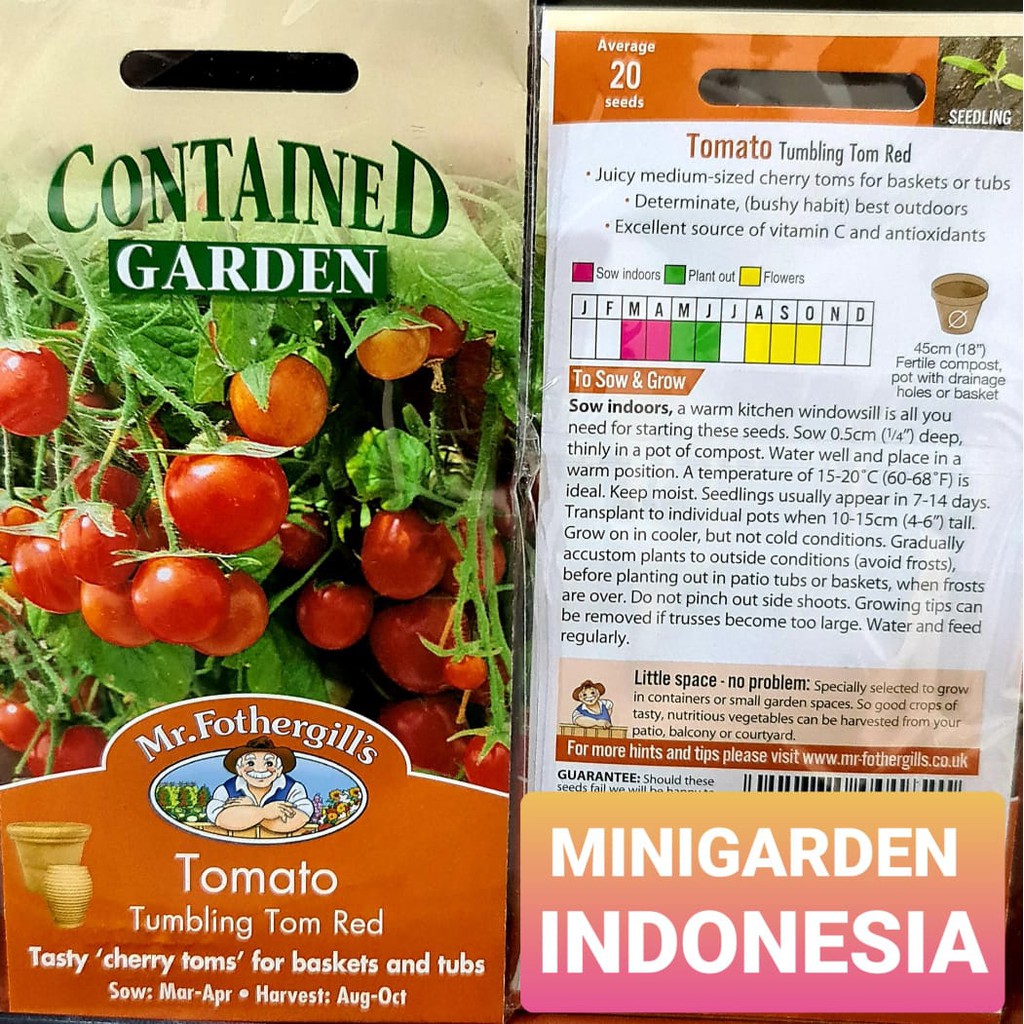 CONTAINED
GARDEN
Mr. Fothergill's
Tomato
Tumbling Tom Red
Tasty 'cherry toms' for baskets and tubs
Sow: Mar-Apr • Harvest: Aug-Oct
Average
20
seeds
SEEDLING
Tomato Tumbling Tom Red
• Juicy medium-sized cherry toms for baskets or tubs
• Determinate, (bushy habit) best outdoors
• Excellent source of vitamin C and antioxidants
Sow indoors Plant out Flowers
J F M A M J J A S O N D
45cm (18")
Fertile compost,
pot with drainage
holes or basket
To Sow & Grow
Sow indoors, a warm kitchen windowsill is all you
need for starting these seeds. Sow 0.5cm (1/4") deep,
thinly in a pot of compost. Water well and place in a
warm position. A temperature of 15-20°C (60-68°F) is
ideal. Keep moist. Seedlings usually appear in 7-14 days.
Transplant to individual pots when 10-15cm (4-6") tall.
Grow on in cooler, but not cold conditions. Gradually
accustom plants to outside conditions (avoid frosts),
before planting out in patio tubs or baskets, when frosts
are over. Do not pinch out side shoots. Growing tips can
be removed if trusses become too large. Water and feed
regularly.
Little space - no problem: Specially selected to grow
in containers or small garden spaces. So good crops of
tasty, nutritious vegetables can be harvested from your
patio, balcony or courtyard.
For more hints and tips please visit www.mr-fothergills.co.uk
GUARANTEE: Should these
seeds fail we will be happy to
MINIGARDEN
INDONESIA